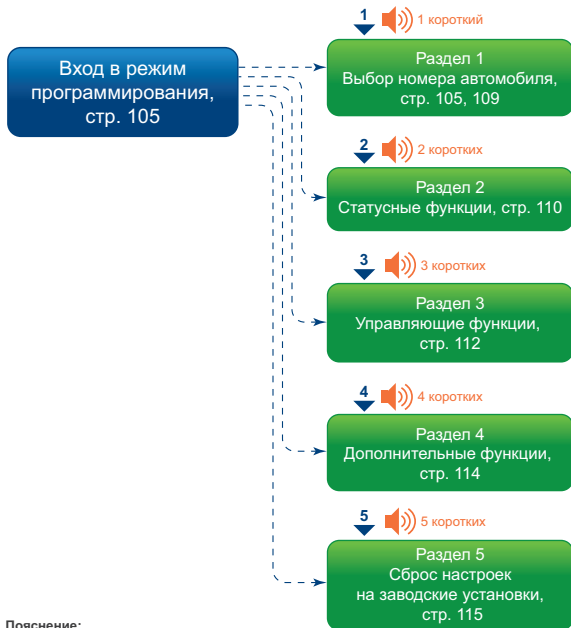 Вход в режим
программирования,
стр. 105
1 1 короткий
Раздел 1
Выбор номера автомобиля,
стр. 105, 109
2 2 коротких
Раздел 2
Статусные функции, стр. 110
3 3 коротких
Раздел 3
Управляющие функции,
стр. 112
4 4 коротких
Раздел 4
Дополнительные функции,
стр. 114
5 5 коротких
Раздел 5
Сброс настроек
на заводские установки,
стр. 115
Пояснение: